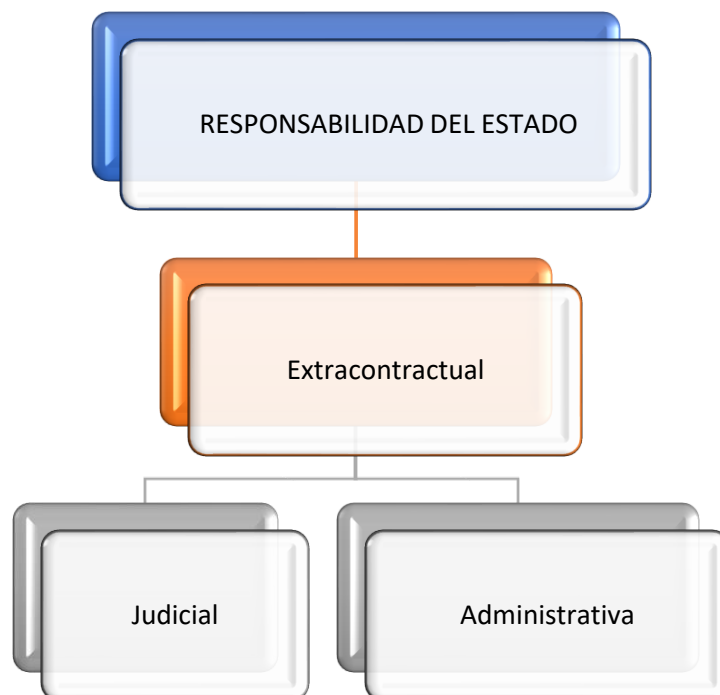 RESPONSABILIDAD DEL ESTADO
Extracontractual
Judicial
Administrativa